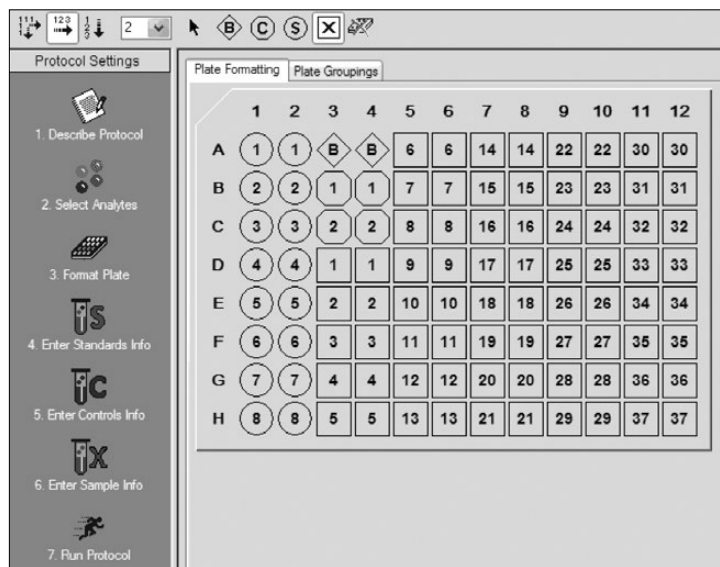 111 123 1 2 3 2 B C S X
Protocol Settings
1. Describe Protocol
2. Select Analytes
3. Format Plate
S
4. Enter Standards Info
C
5. Enter Controls Info
X
6. Enter Sample Info
7. Run Protocol
Plate Formatting Plate Groupings
1 2 3 4 5 6 7 8 9 10 11 12
A 1 1 B B 6 6 14 14 22 22 30 30
B 2 2 1 1 7 7 15 15 23 23 31 31
C 3 3 2 2 8 8 16 16 24 24 32 32
D 4 4 1 1 9 9 17 17 25 25 33 33
E 5 5 2 2 10 10 18 18 26 26 34 34
F 6 6 3 3 11 11 19 19 27 27 35 35
G 7 7 4 4 12 12 20 20 28 28 36 36
H 8 8 5 5 13 13 21 21 29 29 37 37